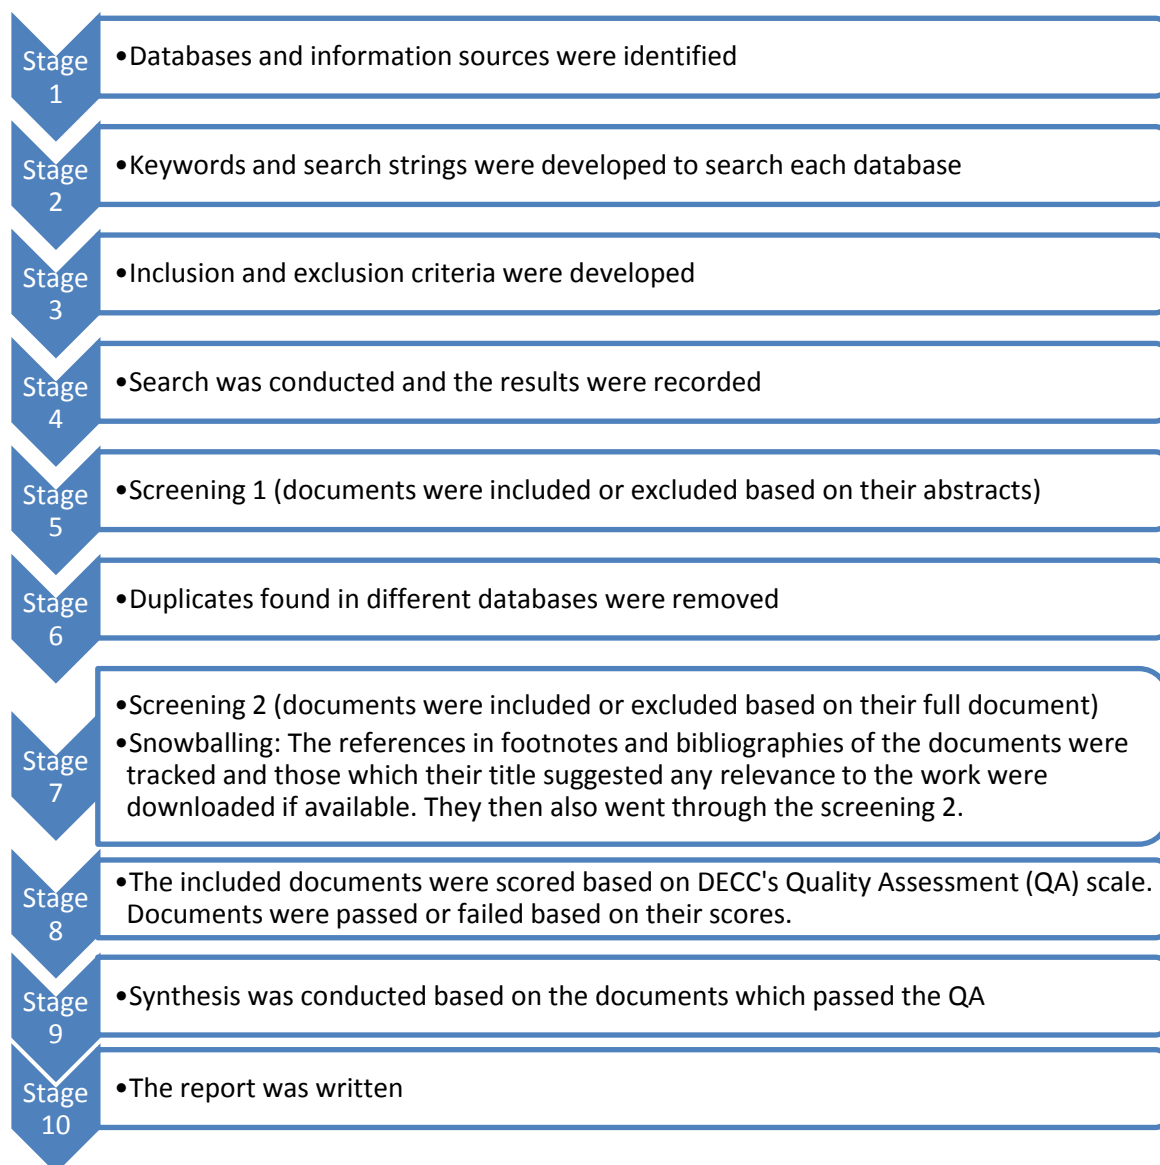 Stage
1
•Databases and information sources were identified
Stage
2
•Keywords and search strings were developed to search each database
Stage
3
•Inclusion and exclusion criteria were developed
Stage
4
•Search was conducted and the results were recorded
Stage
5
•Screening 1 (documents were included or excluded based on their abstracts)
Stage
6
•Duplicates found in different databases were removed
Stage
7
•Screening 2 (documents were included or excluded based on their full document)
•Snowballing: The references in footnotes and bibliographies of the documents were
tracked and those which their title suggested any relevance to the work were
downloaded if available. They then also went through the screening 2.
Stage
8
•The included documents were scored based on DECC's Quality Assessment (QA) scale.
Documents were passed or failed based on their scores.
Stage
9
•Synthesis was conducted based on the documents which passed the QA
Stage
10
•The report was written